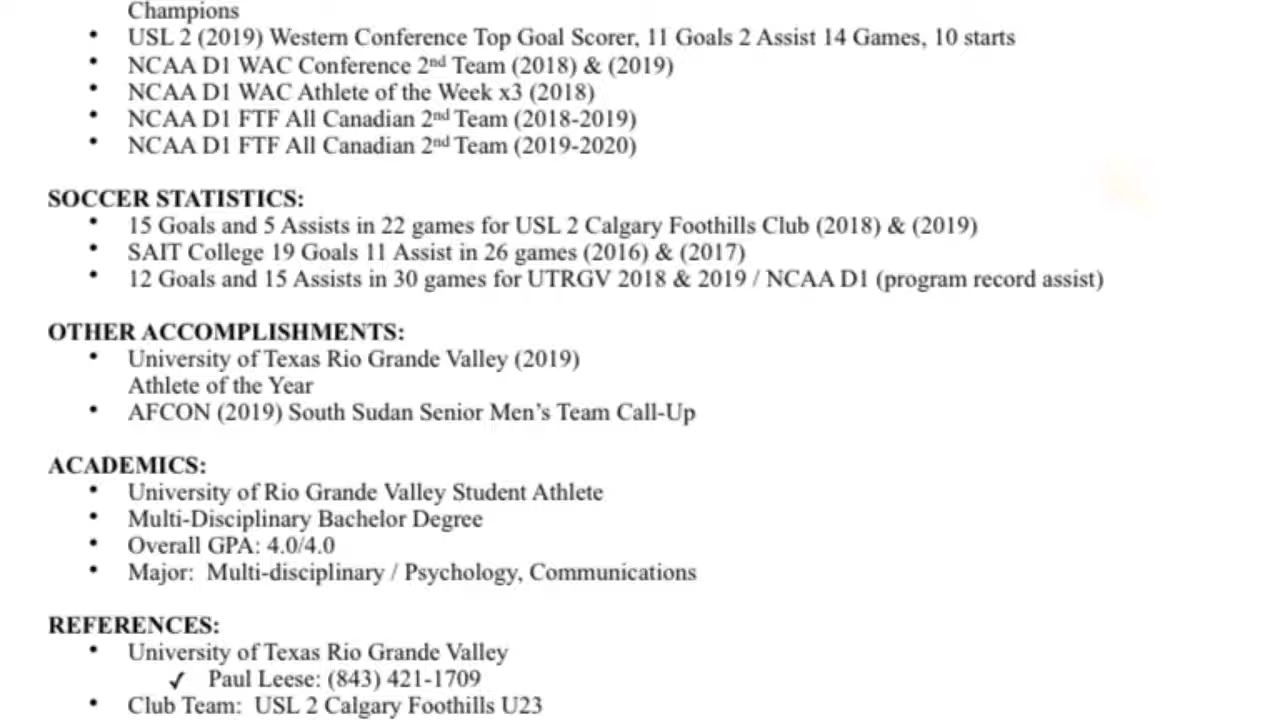 Champions
• USL 2 (2019) Western Conference Top Goal Scorer, 11 Goals 2 Assist 14 Games, 10 starts
• NCAA D1 WAC Conference 2nd Team (2018) & (2019)
• NCAA D1 WAC Athlete of the Week x3 (2018)
• NCAA D1 FTF All Canadian 2nd Team (2018-2019)
• NCAA D1 FTF All Canadian 2nd Team (2019-2020)
SOCCER STATISTICS:
• 15 Goals and 5 Assists in 22 games for USL 2 Calgary Foothills Club (2018) & (2019)
• SAIT College 19 Goals 11 Assist in 26 games (2016) & (2017)
• 12 Goals and 15 Assists in 30 games for UTRGV 2018 & 2019 / NCAA D1 (program record assist)
OTHER ACCOMPLISHMENTS:
• University of Texas Rio Grande Valley (2019)
Athlete of the Year
• AFCON (2019) South Sudan Senior Men's Team Call-Up
ACADEMICS:
• University of Rio Grande Valley Student Athlete
• Multi-Disciplinary Bachelor Degree
• Overall GPA: 4.0/4.0
• Major: Multi-disciplinary / Psychology, Communications
REFERENCES:
• University of Texas Rio Grande Valley
✓ Paul Leese: (843) 421-1709
• Club Team: USL 2 Calgary Foothills U23